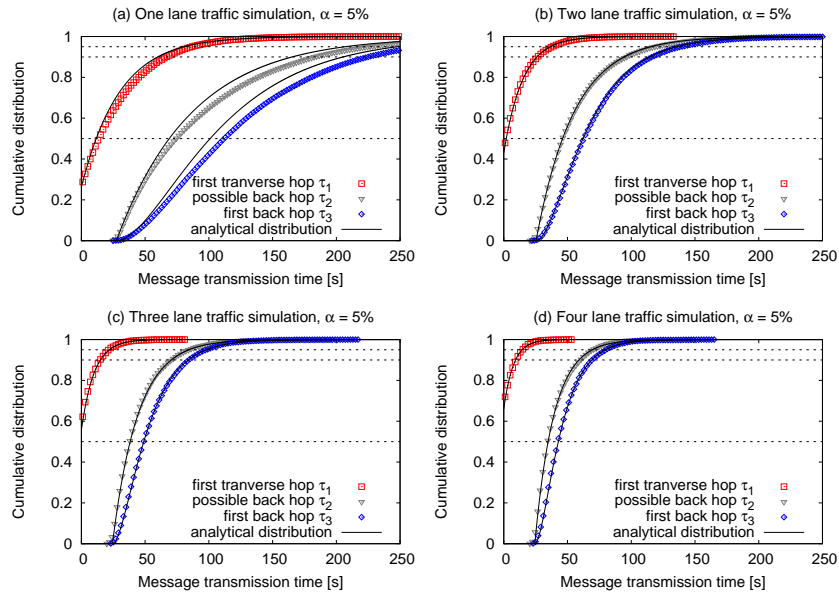 (a) One lane traffic simulation, α = 5%
Cumulative distribution
1
0.8
0.6
0.4
0.2
0
first tranverse hop τ1
possible back hop τ2
first back hop τ3
analytical distribution
0 50 100 150 200 250
Message transmission time [s]
(b) Two lane traffic simulation, α = 5%
Cumulative distribution
1
0.8
0.6
0.4
0.2
0
first tranverse hop τ1
possible back hop τ2
first back hop τ3
analytical distribution
0 50 100 150 200 250
Message transmission time [s]
(c) Three lane traffic simulation, α = 5%
Cumulative distribution
1
0.8
0.6
0.4
0.2
0
first tranverse hop τ1
possible back hop τ2
first back hop τ3
analytical distribution
0 50 100 150 200 250
Message transmission time [s]
(d) Four lane traffic simulation, α = 5%
Cumulative distribution
1
0.8
0.6
0.4
0.2
0
first tranverse hop τ1
possible back hop τ2
first back hop τ3
analytical distribution
0 50 100 150 200 250
Message transmission time [s]